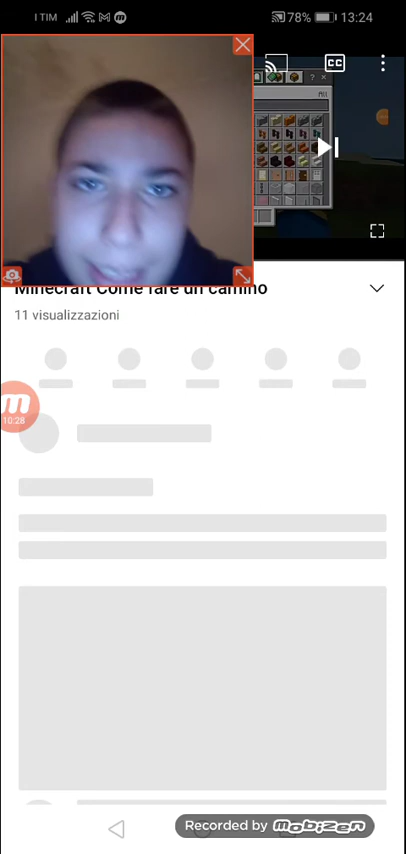 I TIM 78% 13:24
CC
Minecraft Come fare un camino
11 visualizzazioni
10:28
Recorded by mobizen